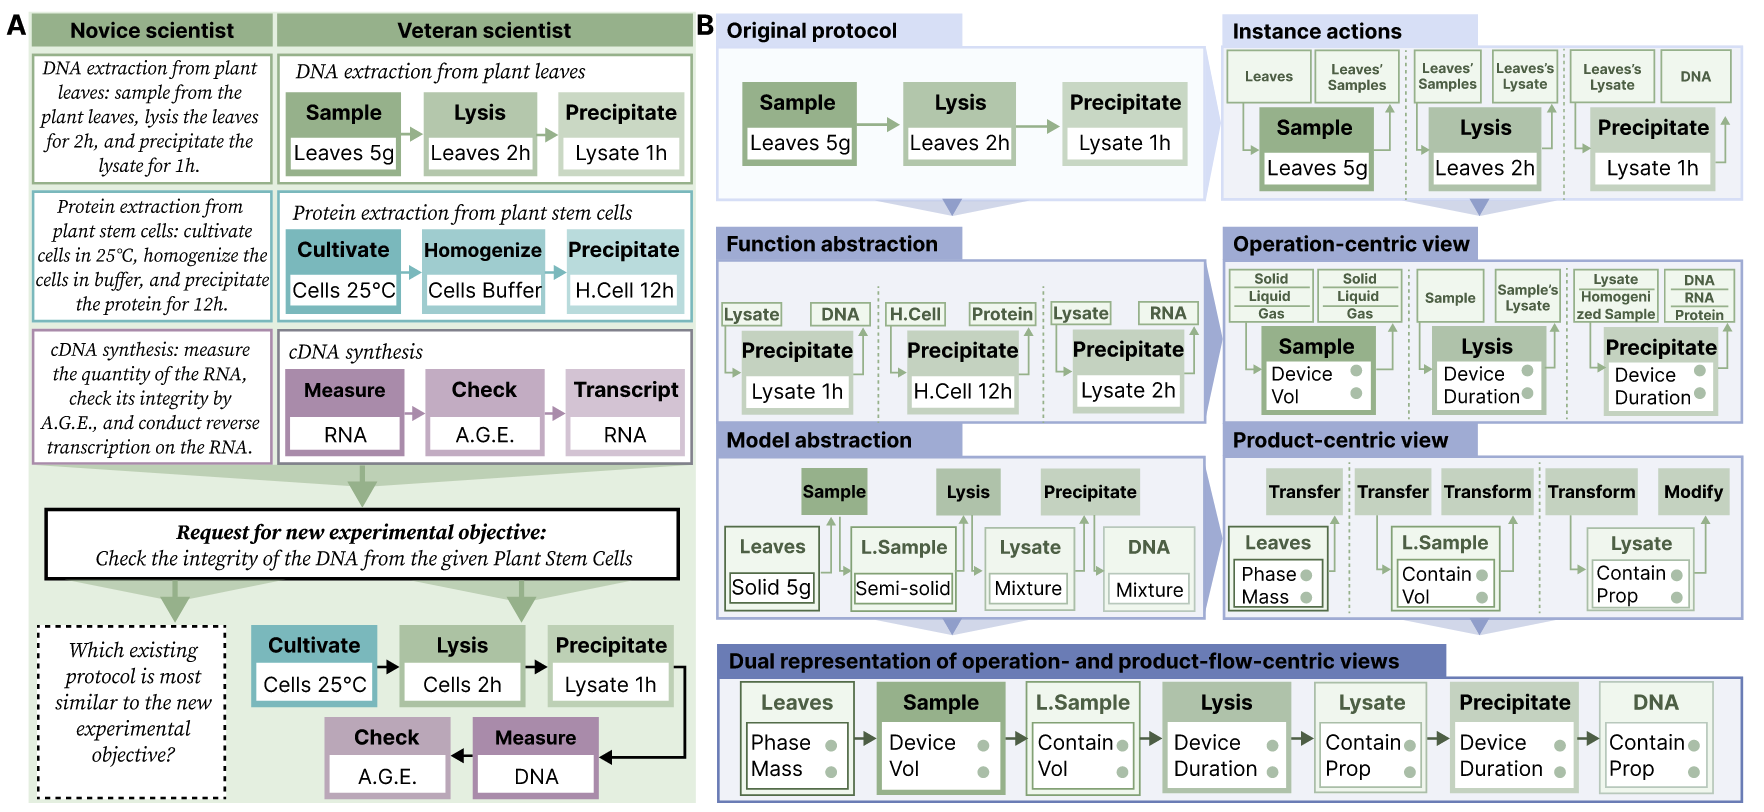 A
Novice scientist
Veteran scientist
DNA extraction from plant
leaves: sample from the
plant leaves, lysis the leaves
for 2h, and precipitate the
lysate for 1h.
DNA extraction from plant leaves
Sample
Lysis
Precipitate
Leaves 5g
Leaves 2h
Lysate 1h
Protein extraction from
plant stem cells: cultivate
cells in 25°C, homogenize the
cells in buffer, and precipitate
the protein for 12h.
Protein extraction from plant stem cells
Cultivate
Homogenize
Precipitate
Cells 25°C
Cells Buffer
H.Cell 12h
cDNA synthesis: measure
the quantity of the RNA,
check its integrity by
A.G.E., and conduct reverse
transcription on the RNA.
cDNA synthesis
Measure
Check
Transcript
RNA
A.G.E.
RNA
Request for new experimental objective:
Check the integrity of the DNA from the given Plant Stem Cells
Which existing
protocol is most
similar to the new
experimental
objective?
Cultivate
Lysis
Precipitate
Cells 25°C
Cells 2h
Lysate 1h
Check
Measure
A.G.E.
DNA
B
Original protocol
Sample
Lysis
Precipitate
Leaves 5g
Leaves 2h
Lysate 1h
Instance actions
Leaves
Leaves'
Samples
Leaves'
Samples
Leaves's
Lysate
Leaves's
Lysate
DNA
Sample
Lysis
Precipitate
Leaves 5g
Leaves 2h
Lysate 1h
Function abstraction
Lysate
DNA
H.Cell
Protein
Lysate
RNA
Precipitate
Precipitate
Precipitate
Lysate 1h
H.Cell 12h
Lysate 2h
Operation-centric view
Solid
Liquid
Gas
Solid
Liquid
Gas
Sample
Sample's
Lysate
Lysate
Homogeni
zed Sample
DNA
RNA
Protein
Sample
Lysis
Precipitate
Device
Vol
Device
Duration
Device
Duration
Model abstraction
Sample
Lysis
Precipitate
Leaves
L.Sample
Lysate
DNA
Solid 5g
Semi-solid
Mixture
Mixture
Product-centric view
Transfer
Transfer
Transform
Transform
Modify
Leaves
L.Sample
Lysate
Phase
Mass
Contain
Vol
Contain
Prop
Dual representation of operation- and product-flow-centric views
Leaves
Sample
L.Sample
Lysis
Lysate
Precipitate
DNA
Phase
Mass
Device
Vol
Contain
Vol
Device
Duration
Contain
Prop
Device
Duration
Contain
Prop